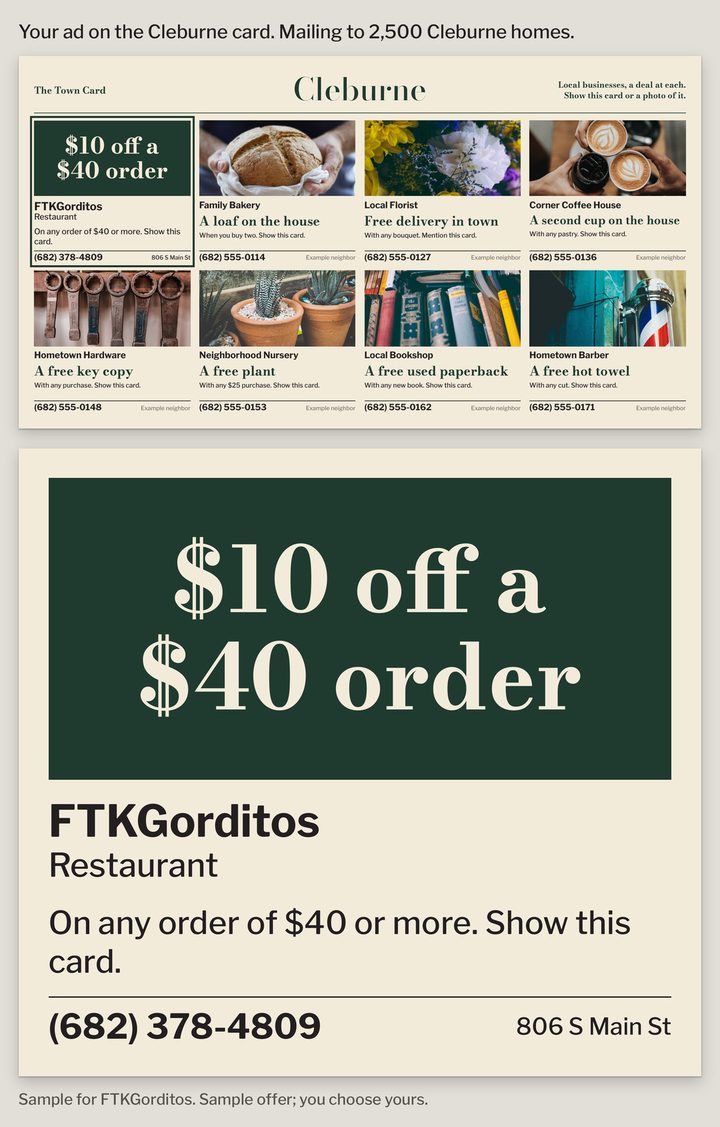 Your ad on the Cleburne card. Mailing to 2,500 Cleburne homes.
The Town Card
Cleburne
Local businesses, a deal at each.
Show this card or a photo of it.
$10 off a
$40 order
FTKGorditos
Restaurant
On any order of $40 or more. Show this
card.
(682) 378-4809
806 S Main St
Family Bakery
A loaf on the house
When you buy two. Show this card.
(682) 555-0114
Example neighbor
Local Florist
Free delivery in town
With any bouquet. Mention this card.
(682) 555-0127
Example neighbor
Corner Coffee House
A second cup on the house
With any pastry. Show this card.
(682) 555-0136
Example neighbor
Hometown Hardware
A free key copy
With any purchase. Show this card.
(682) 555-0148
Example neighbor
Neighborhood Nursery
A free plant
With any $25 purchase. Show this card.
(682) 555-0153
Example neighbor
Local Bookshop
A free used paperback
With any new book. Show this card.
(682) 555-0162
Example neighbor
Hometown Barber
A free hot towel
With any cut. Show this card.
(682) 555-0171
Example neighbor
$10 off a
$40 order
FTKGorditos
Restaurant
On any order of $40 or more. Show this
card.
(682) 378-4809
806 S Main St
Sample for FTKGorditos. Sample offer; you choose yours.